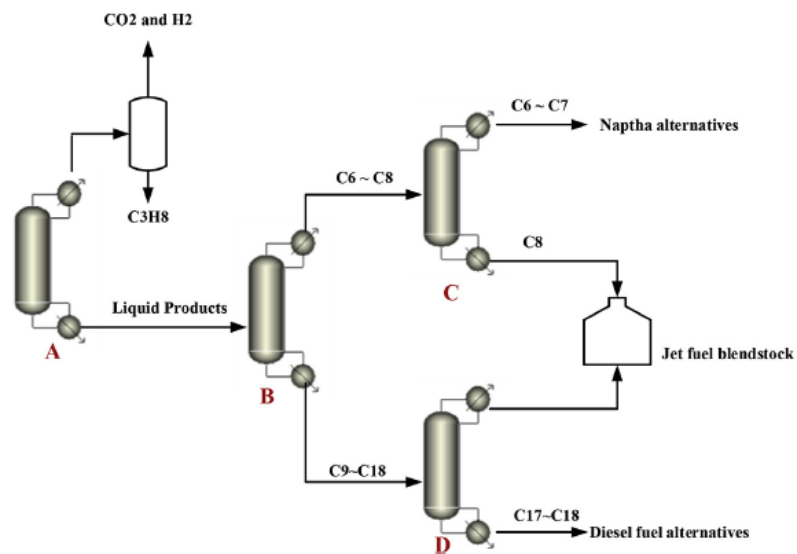 CO2 and H2
C3H8
A
Liquid Products
B
C6 ~ C8
C9~C18
C
C6 ~ C7
Naptha alternatives
C8
Jet fuel blendstock
D
C17~C18
Diesel fuel alternatives